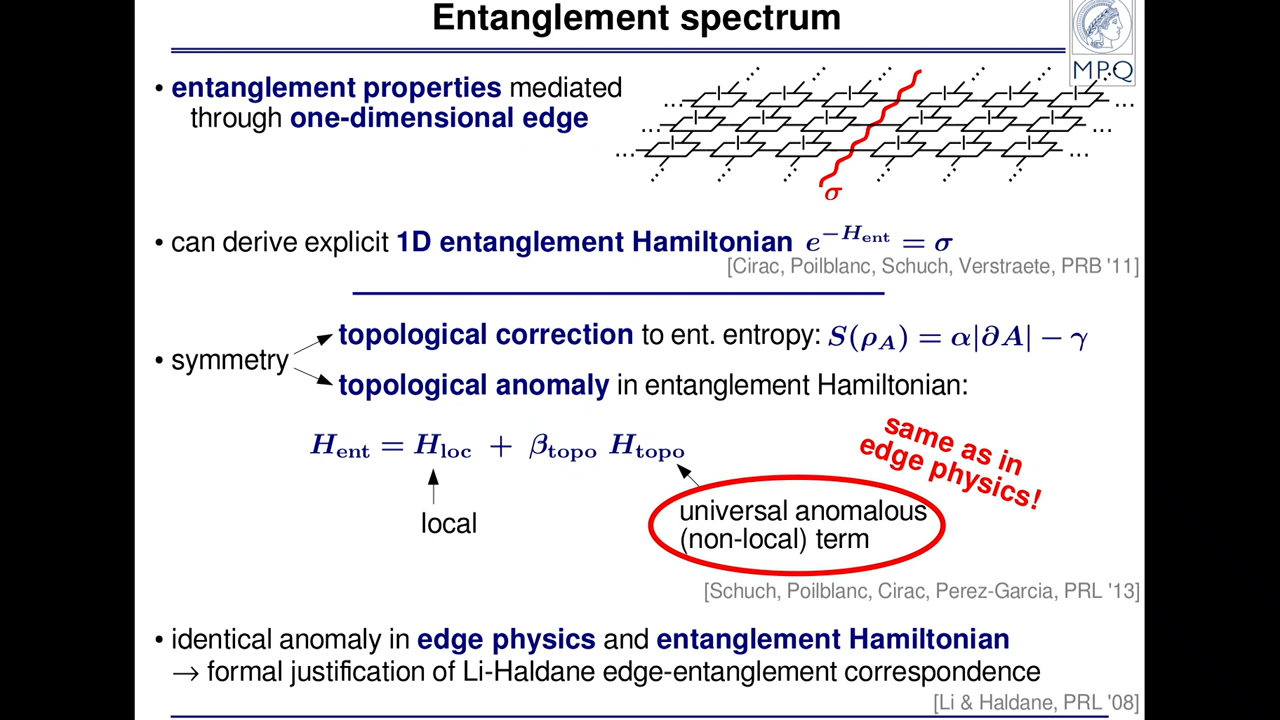 Entanglement spectrum
MPQ
• entanglement properties mediated
through one-dimensional edge
σ
• can derive explicit 1D entanglement Hamiltonian e^{-H_ent} = σ
[Cirac, Poilblanc, Schuch, Verstraete, PRB '11]
• symmetry
topological correction to ent. entropy: S(ρ_A) = α|∂A| − γ
topological anomaly in entanglement Hamiltonian:
H_ent = H_loc + β_topo H_topo
same as in
edge physics!
local
universal anomalous
(non-local) term
[Schuch, Poilblanc, Cirac, Perez-Garcia, PRL '13]
• identical anomaly in edge physics and entanglement Hamiltonian
→ formal justification of Li-Haldane edge-entanglement correspondence
[Li & Haldane, PRL '08]